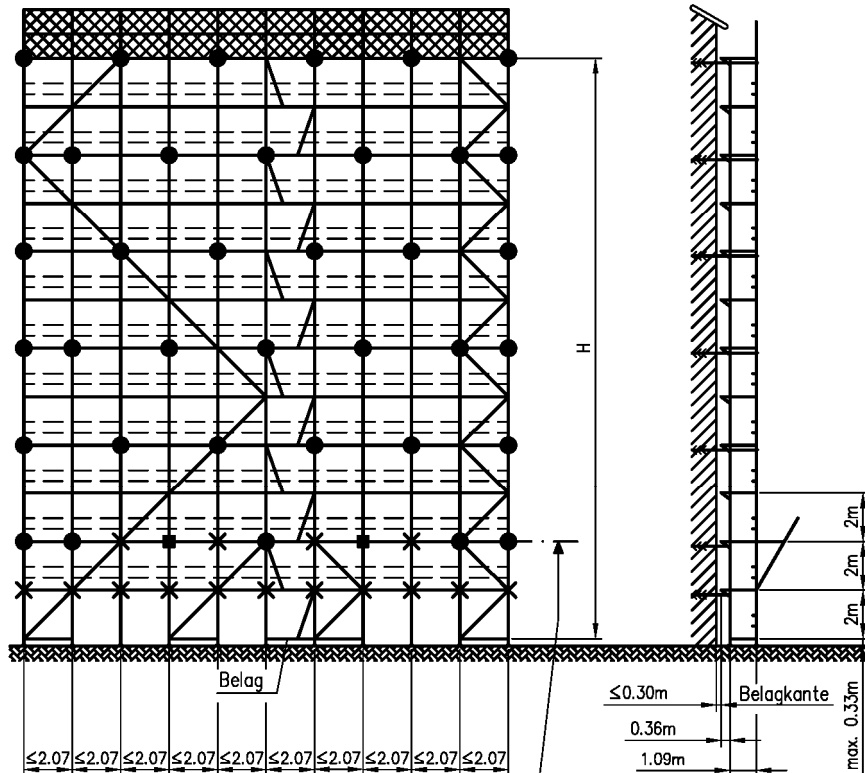 H
2m
2m
2m
max. 0.33m
Belag
≤0.30m
Belagkante
0.36m
1.09m
≤2.07 ≤2.07 ≤2.07 ≤2.07 ≤2.07 ≤2.07 ≤2.07 ≤2.07 ≤2.07 ≤2.07